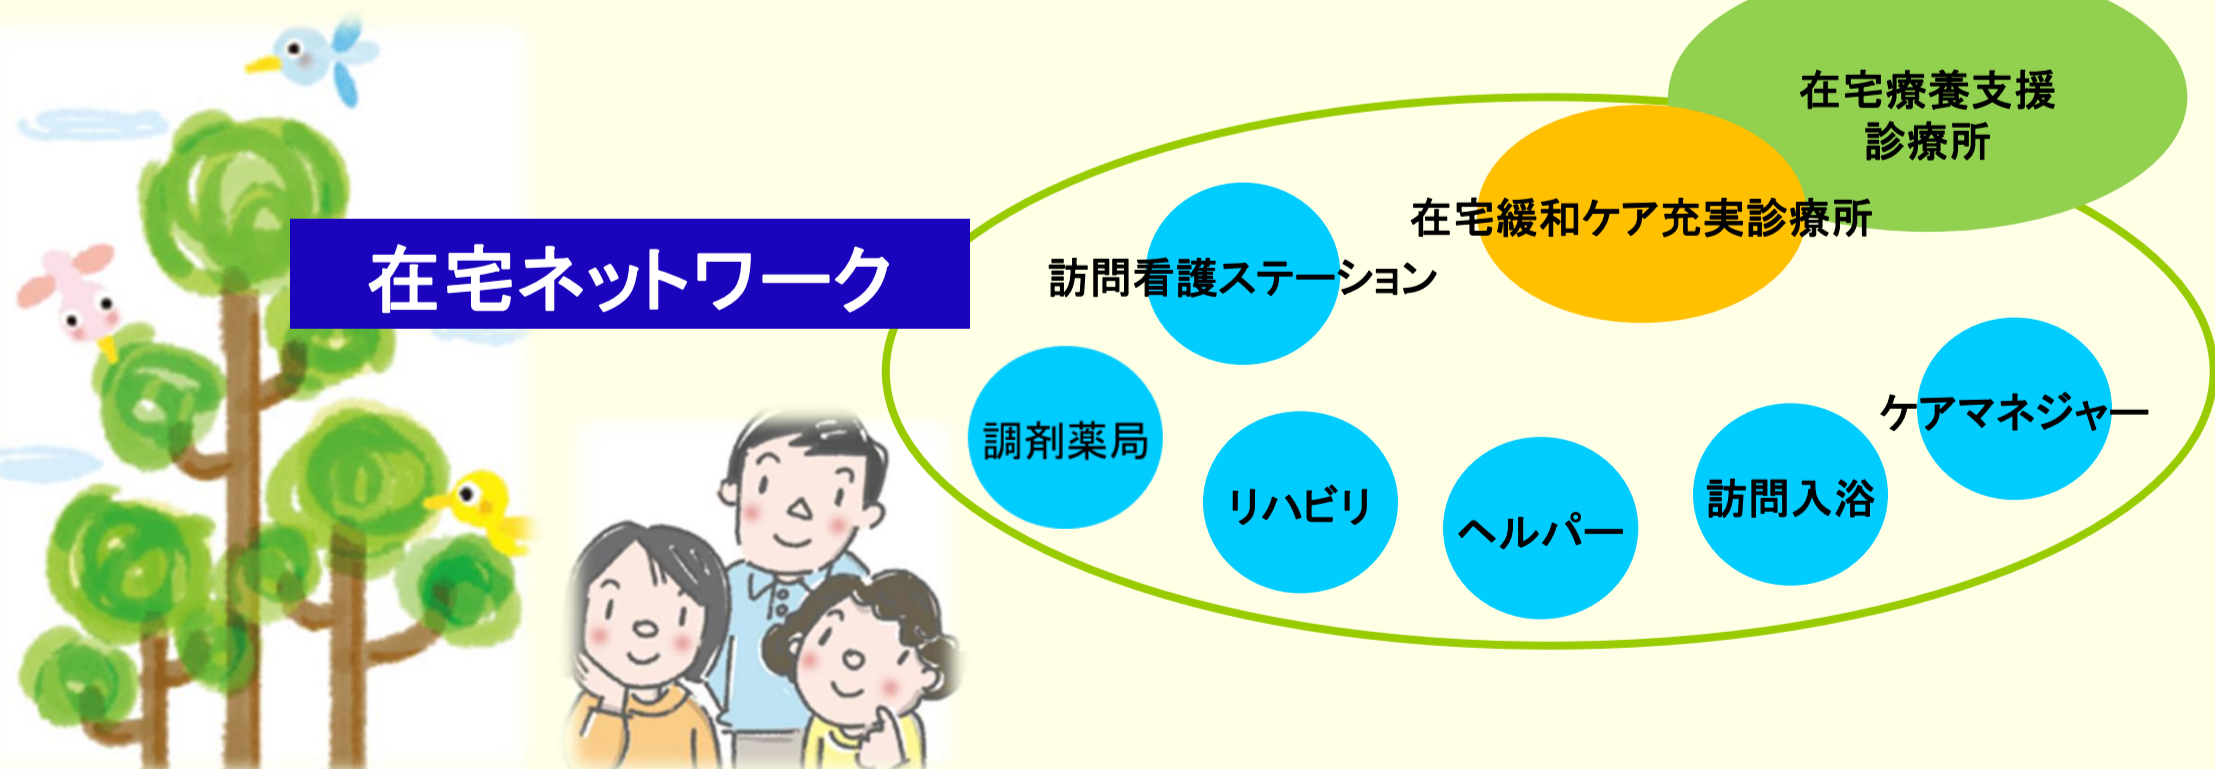 在宅ネットワーク
在宅療養支援
診療所
在宅緩和ケア充実診療所
訪問看護ステーション
調剤薬局
リハビリ
ヘルパー
訪問入浴
ケアマネジャー